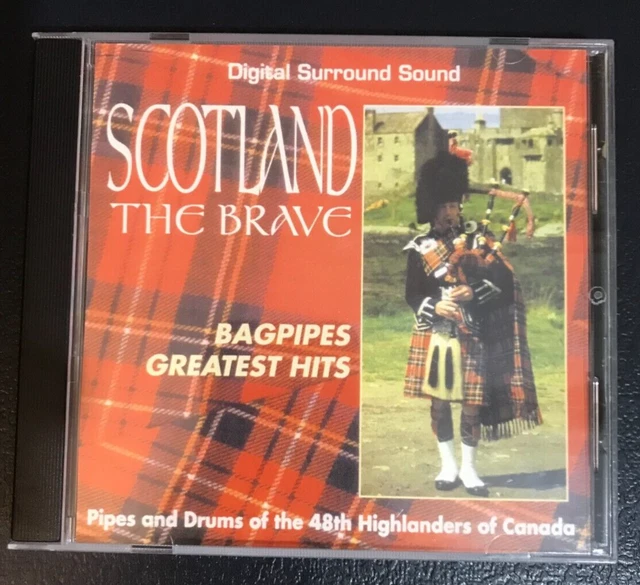 Digital Surround Sound
SCOTLAND
THE BRAVE
BAGPIPES
GREATEST HITS
Pipes and Drums of the 48th Highlanders of Canada